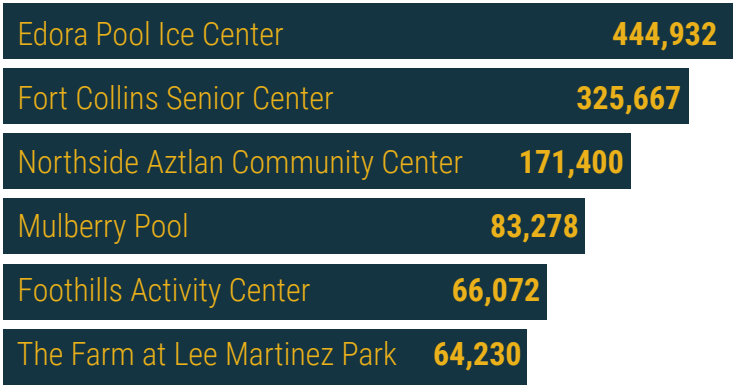 Edora Pool Ice Center 444,932
Fort Collins Senior Center 325,667
Northside Aztlan Community Center 171,400
Mulberry Pool 83,278
Foothills Activity Center 66,072
The Farm at Lee Martinez Park 64,230